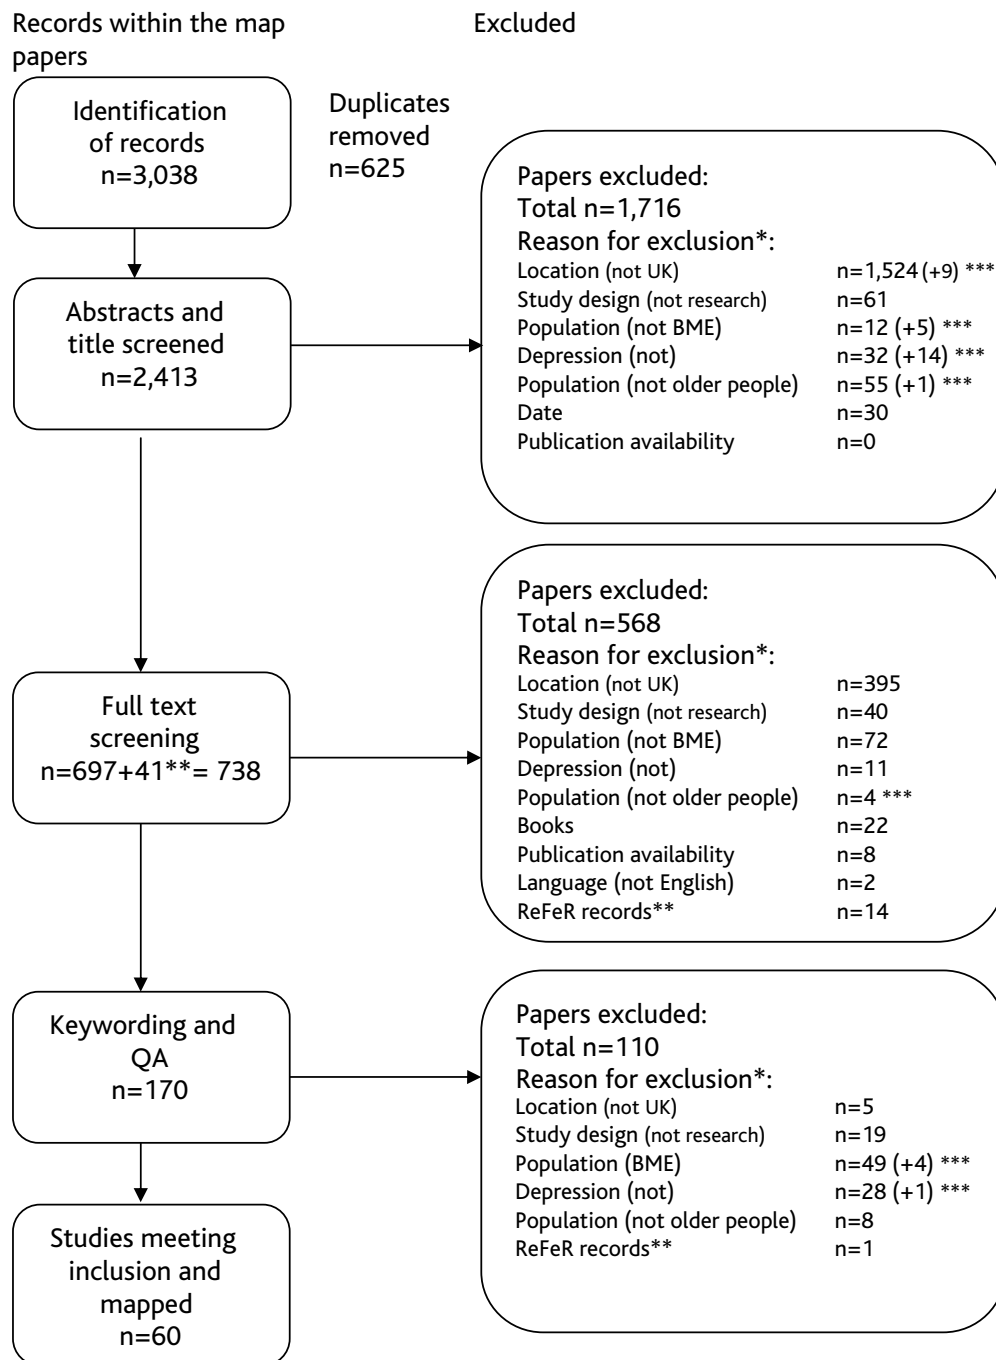 Records within the map
papers
Excluded
Identification
of records
n=3,038
Duplicates
removed
n=625
Papers excluded:
Total n=1,716
Reason for exclusion*:
Location (not UK) n=1,524 (+9) ***
Study design (not research) n=61
Population (not BME) n=12 (+5) ***
Depression (not) n=32 (+14) ***
Population (not older people) n=55 (+1) ***
Date n=30
Publication availability n=0
Abstracts and
title screened
n=2,413
Papers excluded:
Total n=568
Reason for exclusion*:
Location (not UK) n=395
Study design (not research) n=40
Population (not BME) n=72
Depression (not) n=11
Population (not older people) n=4 ***
Books n=22
Publication availability n=8
Language (not English) n=2
ReFeR records** n=14
Full text
screening
n=697+41**= 738
Keywording and
QA
n=170
Papers excluded:
Total n=110
Reason for exclusion*:
Location (not UK) n=5
Study design (not research) n=19
Population (BME) n=49 (+4) ***
Depression (not) n=28 (+1) ***
Population (not older people) n=8
ReFeR records** n=1
Studies meeting
inclusion and
mapped
n=60